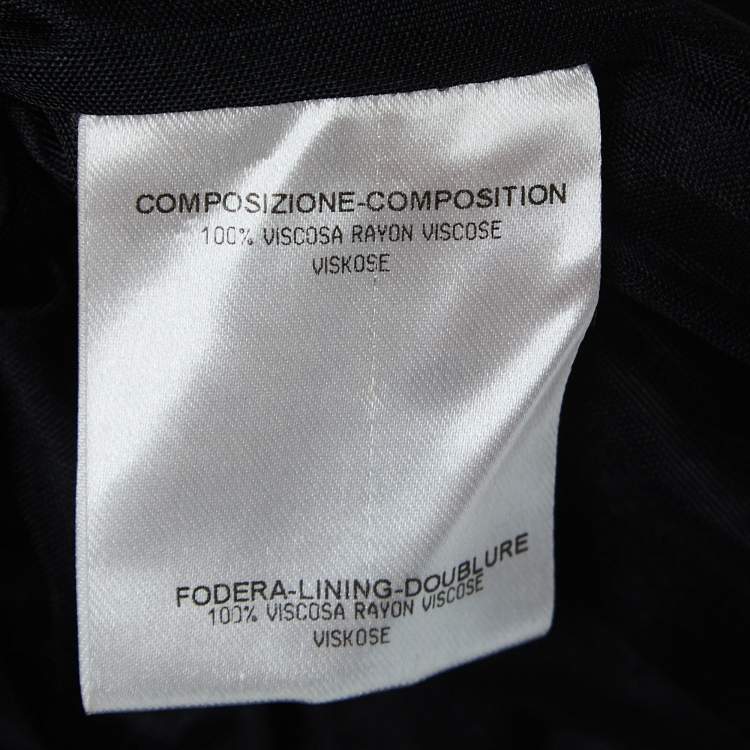 COMPOSIZIONE-COMPOSITION
100% VISCOSA RAYON VISCOSE
VISKOSE
FODERA-LINING-DOUBLURE
100% VISCOSA RAYON VISCOSE
VISKOSE